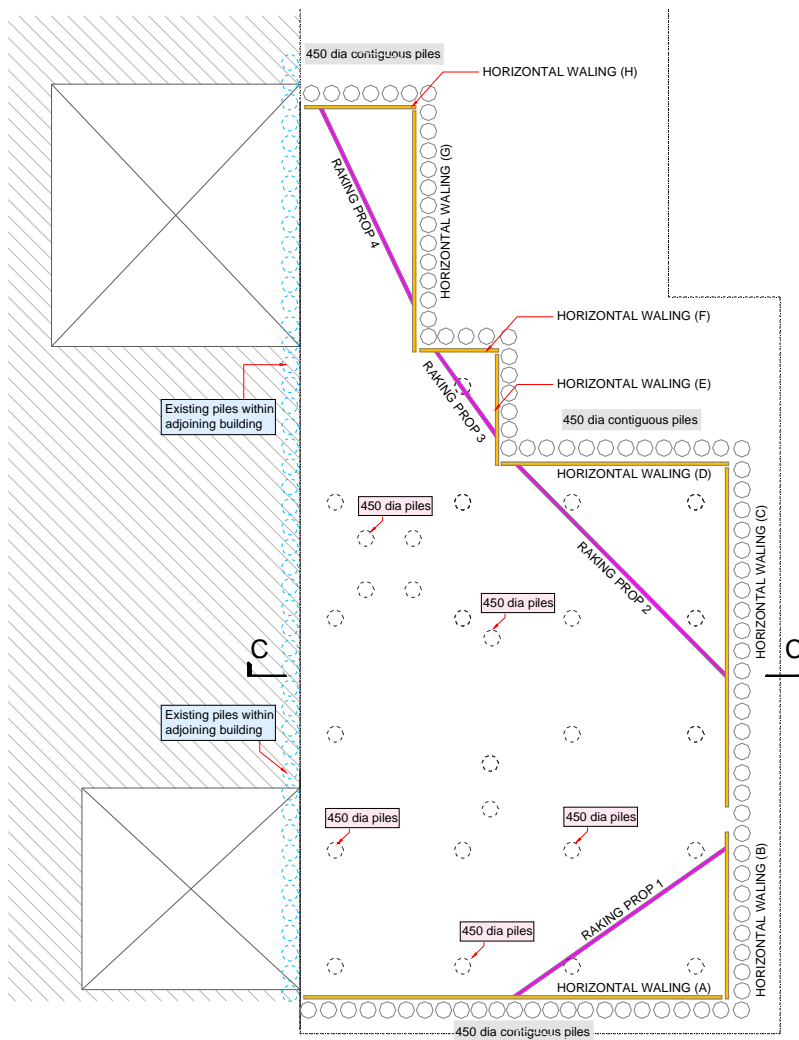 450 dia contiguous piles
HORIZONTAL WALING (H)
RAKING PROP 4
HORIZONTAL WALING (G)
HORIZONTAL WALING (F)
RAKING PROP 3
HORIZONTAL WALING (E)
Existing piles within
adjoining building
450 dia contiguous piles
HORIZONTAL WALING (D)
450 dia piles
HORIZONTAL WALING (C)
RAKING PROP 2
450 dia piles
C
C
Existing piles within
adjoining building
450 dia piles
450 dia piles
HORIZONTAL WALING (B)
RAKING PROP 1
450 dia piles
HORIZONTAL WALING (A)
450 dia contiguous piles